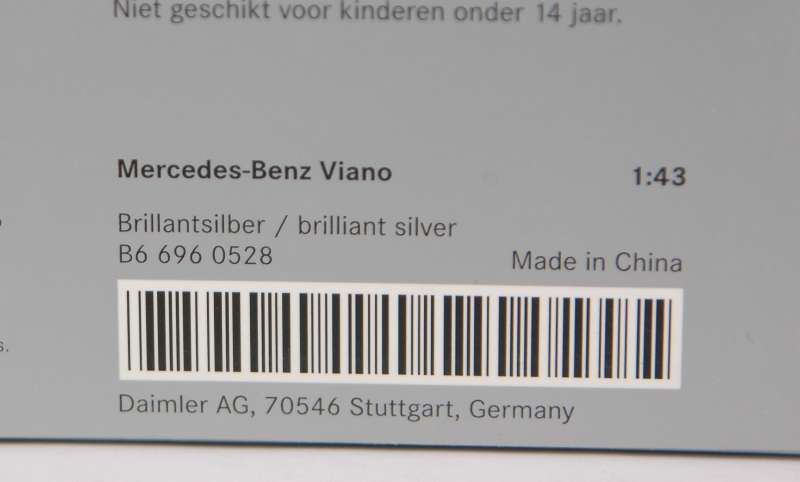 Niet geschikt voor kinderen onder 14 jaar.
Mercedes-Benz Viano 1:43
Brillantsilber / brilliant silver
B6 696 0528 Made in China
s.
Daimler AG, 70546 Stuttgart, Germany